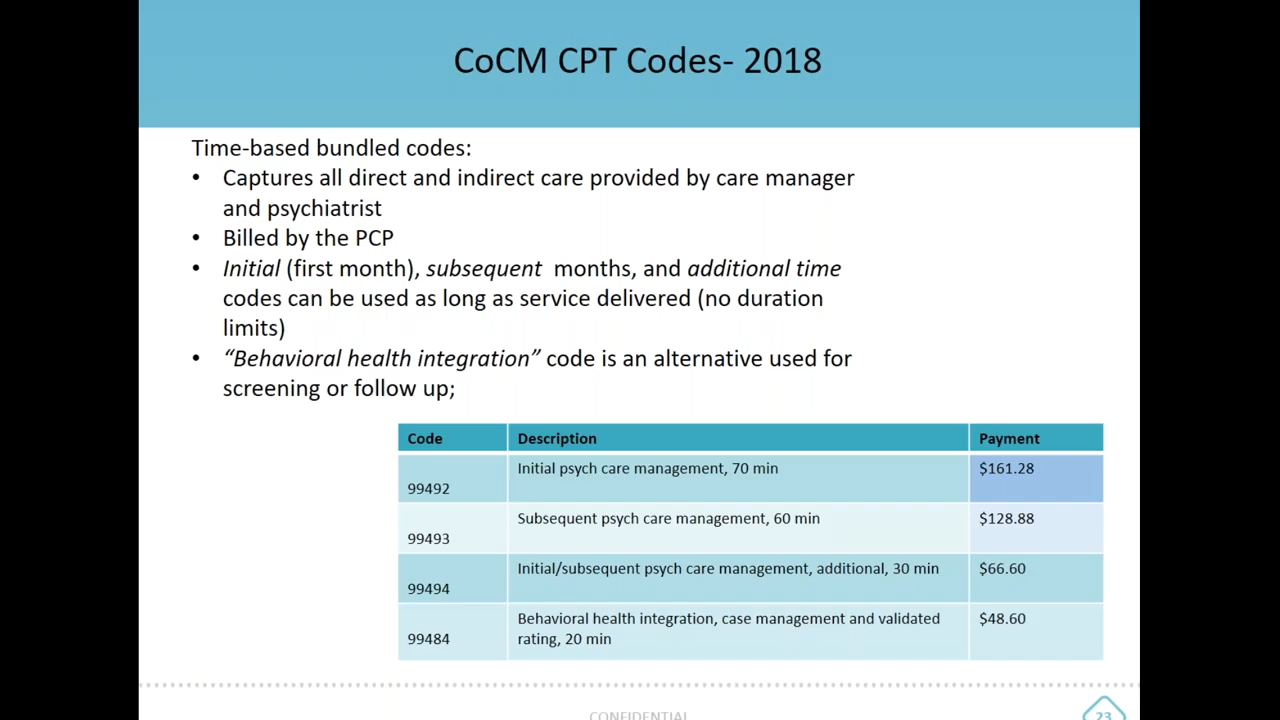 CoCM CPT Codes- 2018
Time-based bundled codes:
• Captures all direct and indirect care provided by care manager
and psychiatrist
• Billed by the PCP
• Initial (first month), subsequent months, and additional time
codes can be used as long as service delivered (no duration
limits)
• “Behavioral health integration” code is an alternative used for
screening or follow up;
Code Description Payment
99492 Initial psych care management, 70 min $161.28
99493 Subsequent psych care management, 60 min $128.88
99494 Initial/subsequent psych care management, additional, 30 min $66.60
99484 Behavioral health integration, case management and validated $48.60
rating, 20 min
CONFIDENTIAL
23